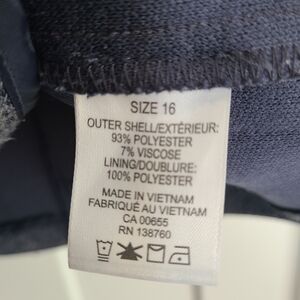 SIZE 16
OUTER SHELL/EXTÉRIEUR:
93% POLYESTER
7% VISCOSE
LINING/DOUBLURE:
100% POLYESTER
MADE IN VIETNAM
FABRIQUÉ AU VIETNAM
CA 00655
RN 138760